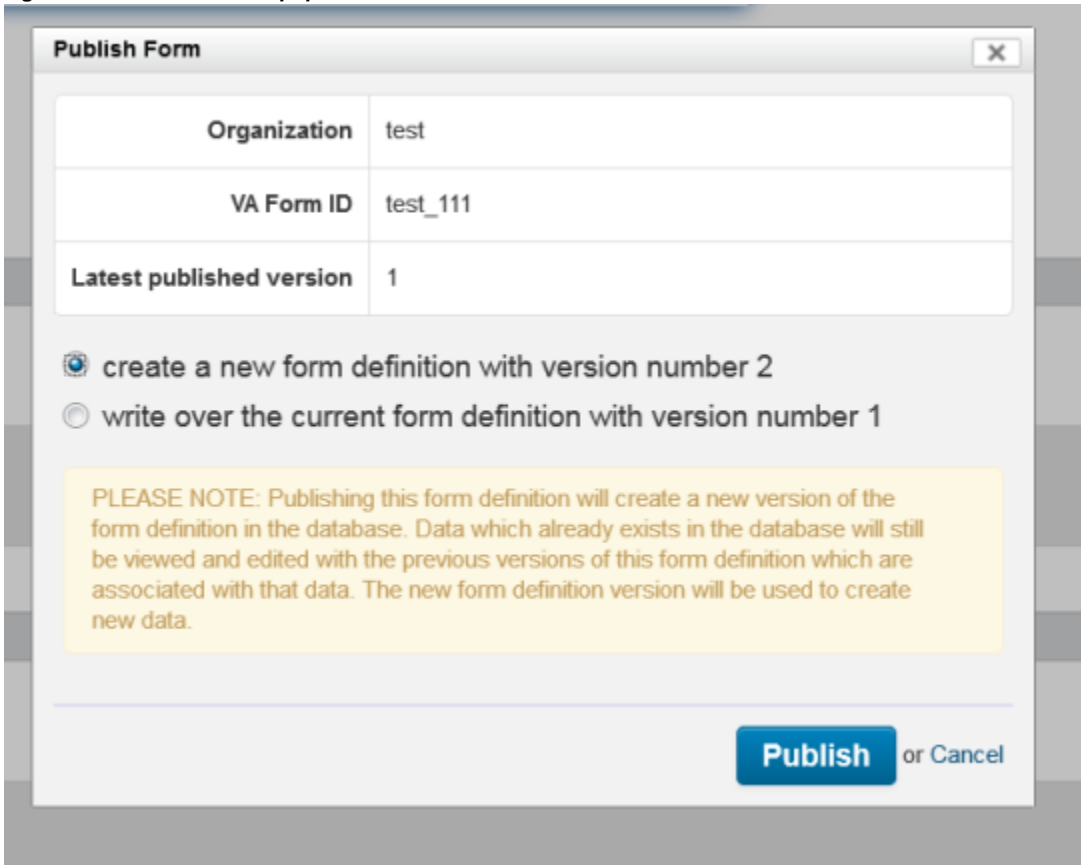 Publish Form
Organization test
VA Form ID test_111
Latest published version 1
create a new form definition with version number 2
write over the current form definition with version number 1
PLEASE NOTE: Publishing this form definition will create a new version of the
form definition in the database. Data which already exists in the database will still
be viewed and edited with the previous versions of this form definition which are
associated with that data. The new form definition version will be used to create
new data.
Publish or Cancel